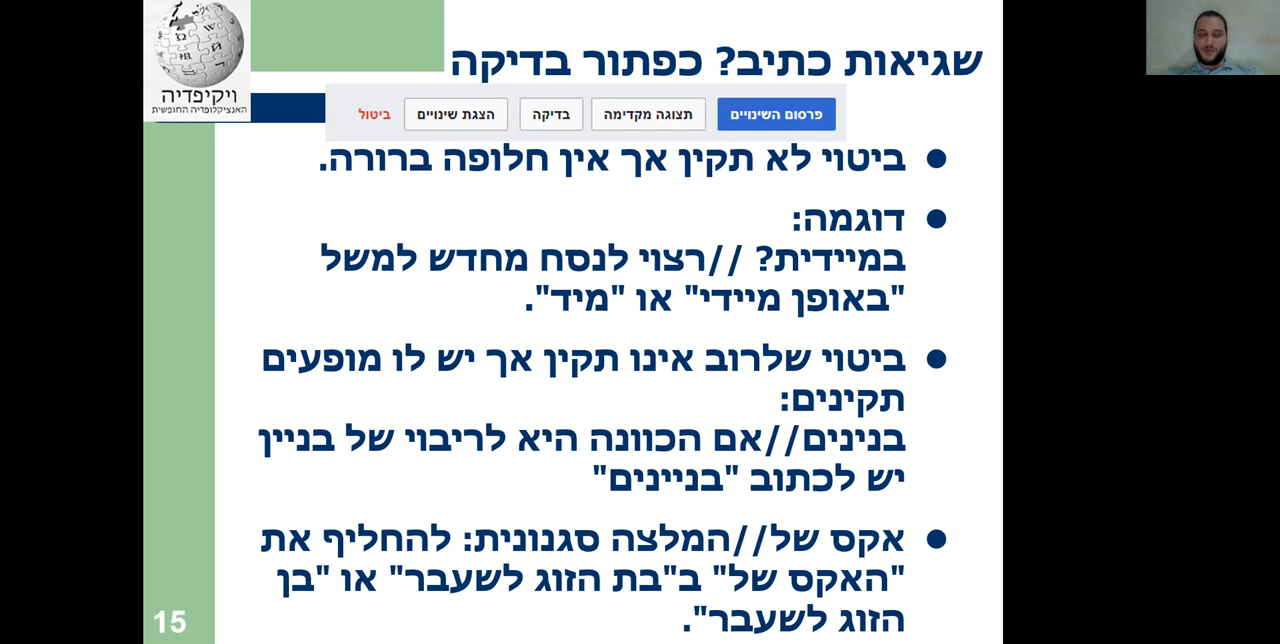 שגיאות כתיב? כפתור בדיקה
ויקיפדיה
האנציקלופדיה החופשית
פרסום השינויים תצוגה מקדימה בדיקה הצגת שינויים ביטול
● ביטוי לא תקין אך אין חלופה ברורה.
● דוגמה:
במיידית? //רצוי לנסח מחדש למשל
"באופן מיידי" או "מיד".
● ביטוי שלרוב אינו תקין אך יש לו מופעים
תקינים:
בנינים//אם הכוונה היא לריבוי של בניין
יש לכתוב "בניינים"
● אקס של//המלצה סגנונית: להחליף את
"האקס של" ב"בת הזוג לשעבר" או "בן
הזוג לשעבר".
15